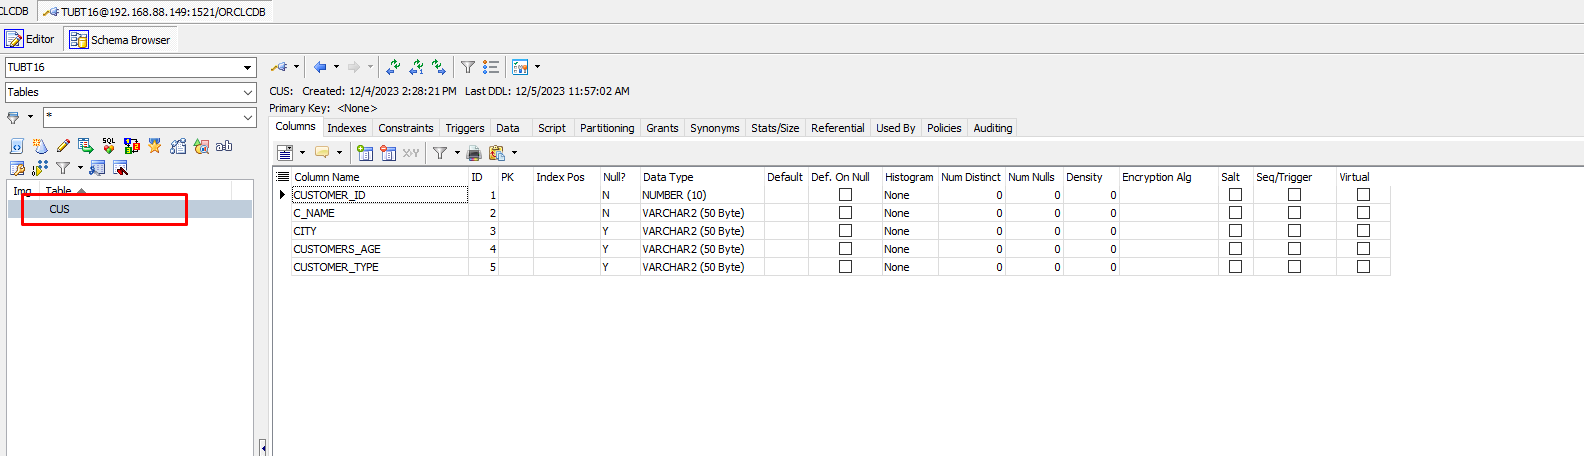 CLCDB TUBT16@192.168.88.149:1521/ORCLCDB
Editor Schema Browser
TUBT16
Tables
*
SQL
Img Table
CUS
CUS: Created: 12/4/2023 2:28:21 PM Last DDL: 12/5/2023 11:57:02 AM
Primary Key: <None>
Columns Indexes Constraints Triggers Data Script Partitioning Grants Synonyms Stats/Size Referential Used By Policies Auditing
Column Name ID PK Index Pos Null? Data Type Default Def. On Null Histogram Num Distinct Num Nulls Density Encryption Alg Salt Seq/Trigger Virtual
CUSTOMER_ID 1 N NUMBER (10) None 0 0 0
C_NAME 2 N VARCHAR2 (50 Byte) None 0 0 0
CITY 3 Y VARCHAR2 (50 Byte) None 0 0 0
CUSTOMERS_AGE 4 Y VARCHAR2 (50 Byte) None 0 0 0
CUSTOMER_TYPE 5 Y VARCHAR2 (50 Byte) None 0 0 0